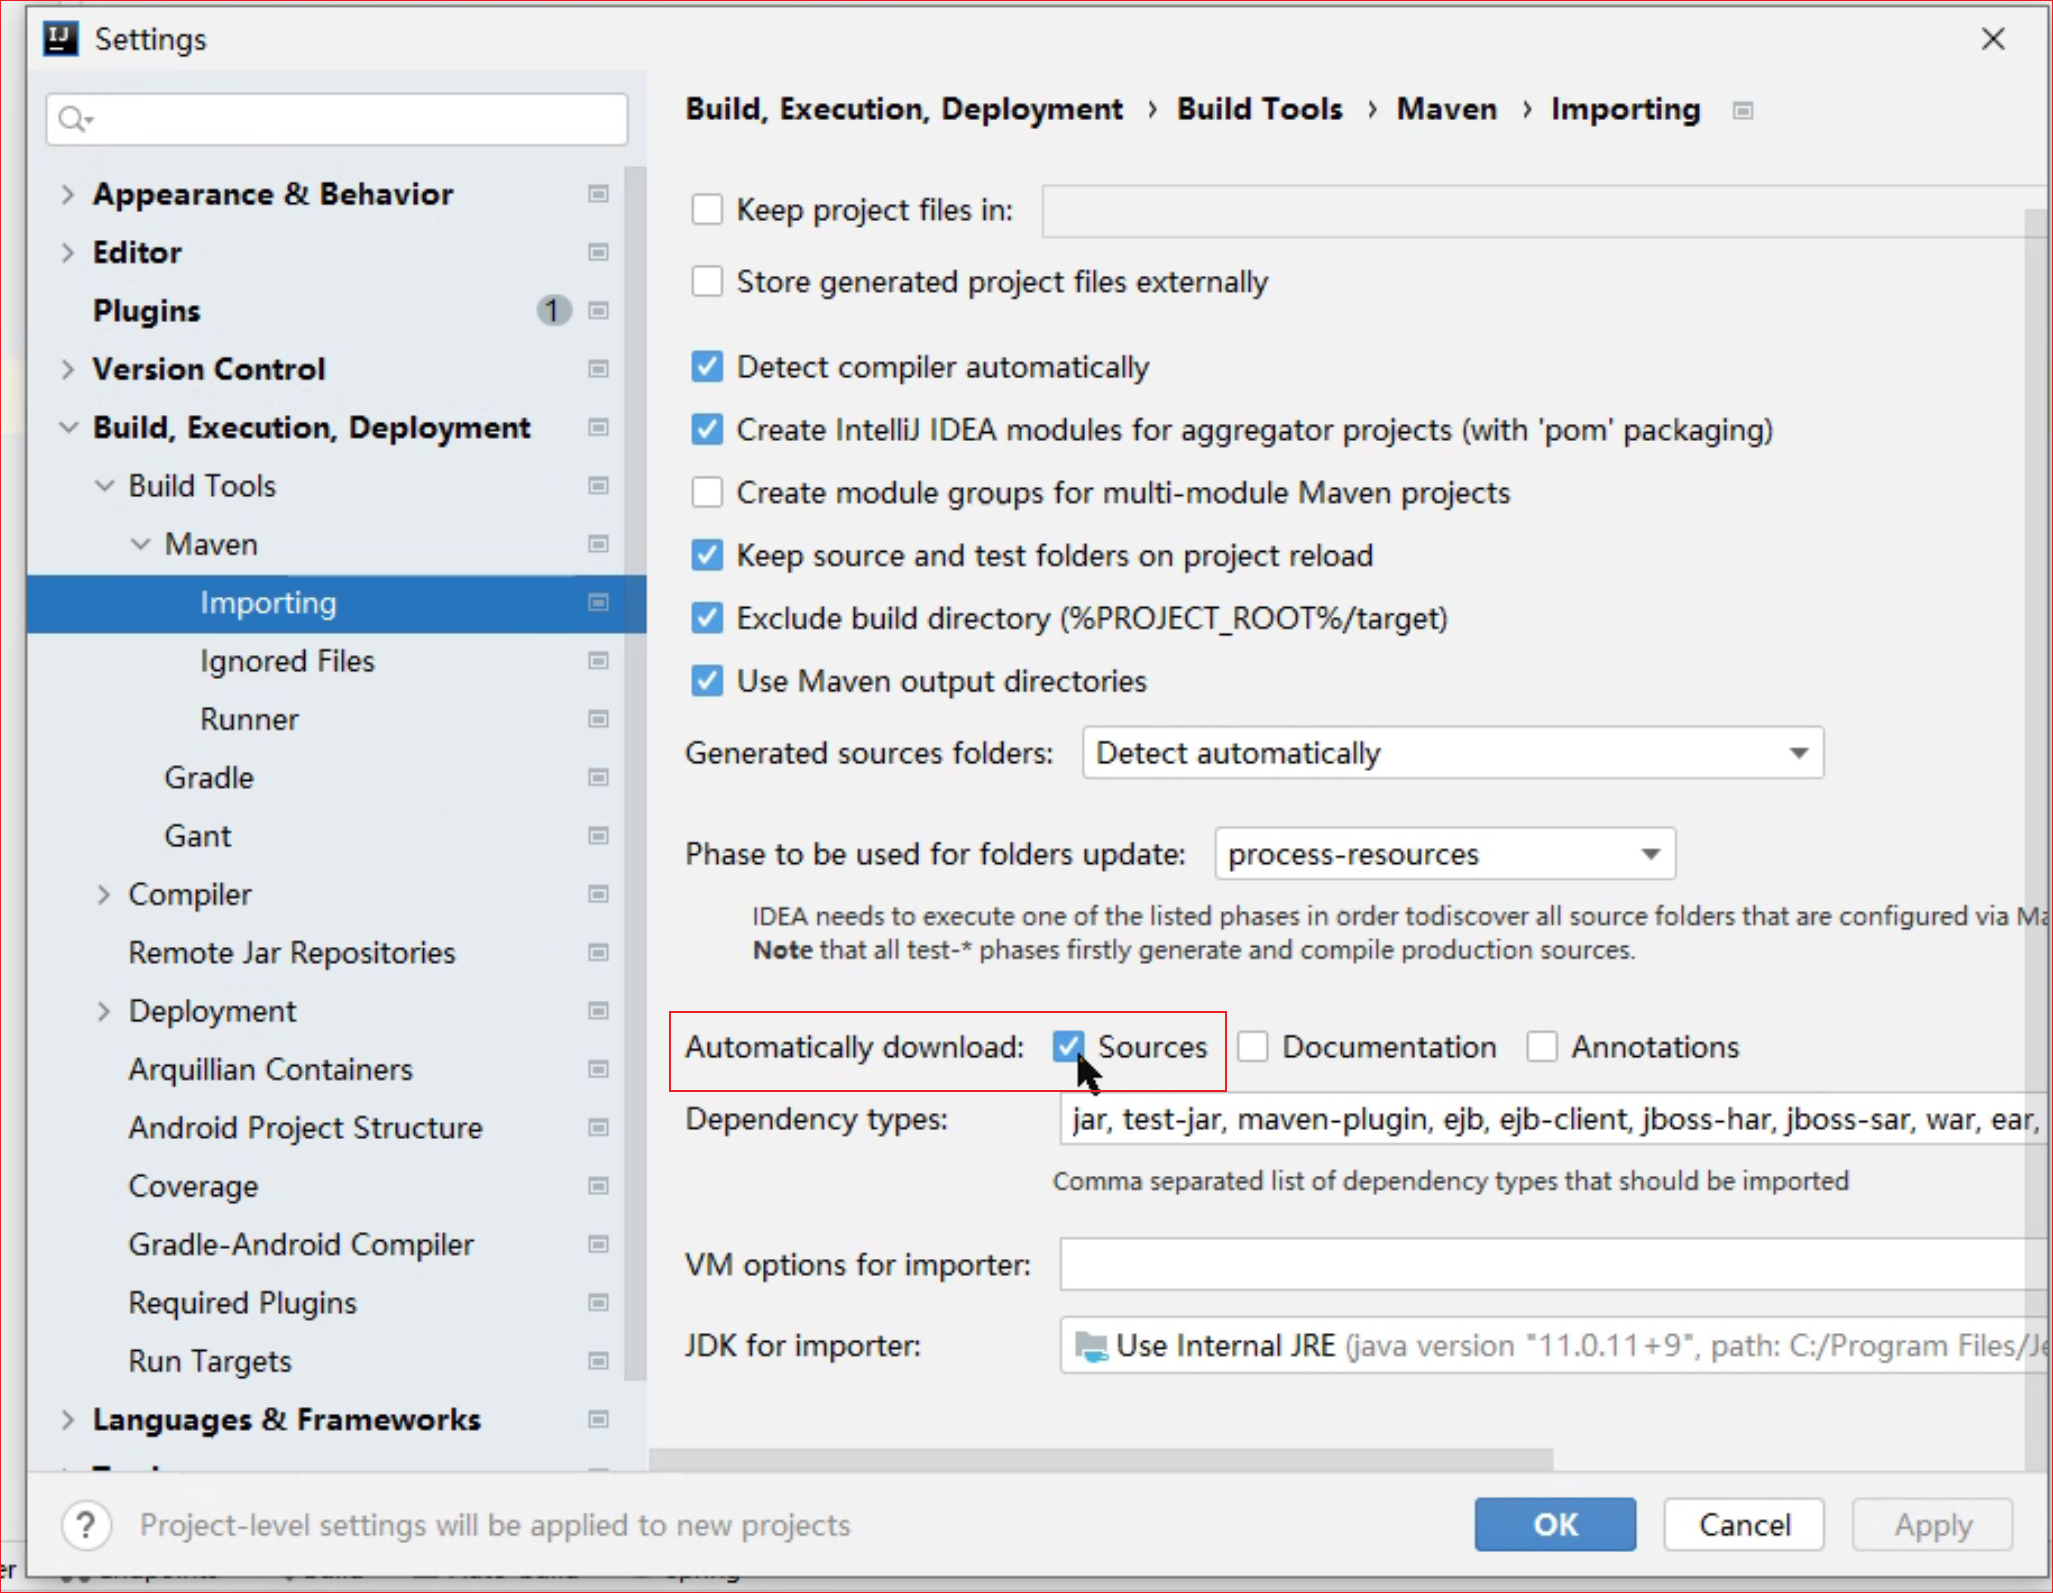 Settings
Build, Execution, Deployment › Build Tools › Maven › Importing
Appearance & Behavior
Editor
Plugins 1
Version Control
Build, Execution, Deployment
Build Tools
Maven
Importing
Ignored Files
Runner
Gradle
Gant
Compiler
Remote Jar Repositories
Deployment
Arquillian Containers
Android Project Structure
Coverage
Gradle-Android Compiler
Required Plugins
Run Targets
Languages & Frameworks
Keep project files in:
Store generated project files externally
Detect compiler automatically
Create IntelliJ IDEA modules for aggregator projects (with 'pom' packaging)
Create module groups for multi-module Maven projects
Keep source and test folders on project reload
Exclude build directory (%PROJECT_ROOT%/target)
Use Maven output directories
Generated sources folders: Detect automatically
Phase to be used for folders update: process-resources
IDEA needs to execute one of the listed phases in order todiscover all source folders that are configured via Ma
Note that all test-* phases firstly generate and compile production sources.
Automatically download: Sources Documentation Annotations
Dependency types: jar, test-jar, maven-plugin, ejb, ejb-client, jboss-har, jboss-sar, war, ear,
Comma separated list of dependency types that should be imported
VM options for importer:
JDK for importer: Use Internal JRE (java version "11.0.11+9", path: C:/Program Files/Je
? Project-level settings will be applied to new projects
OK Cancel Apply